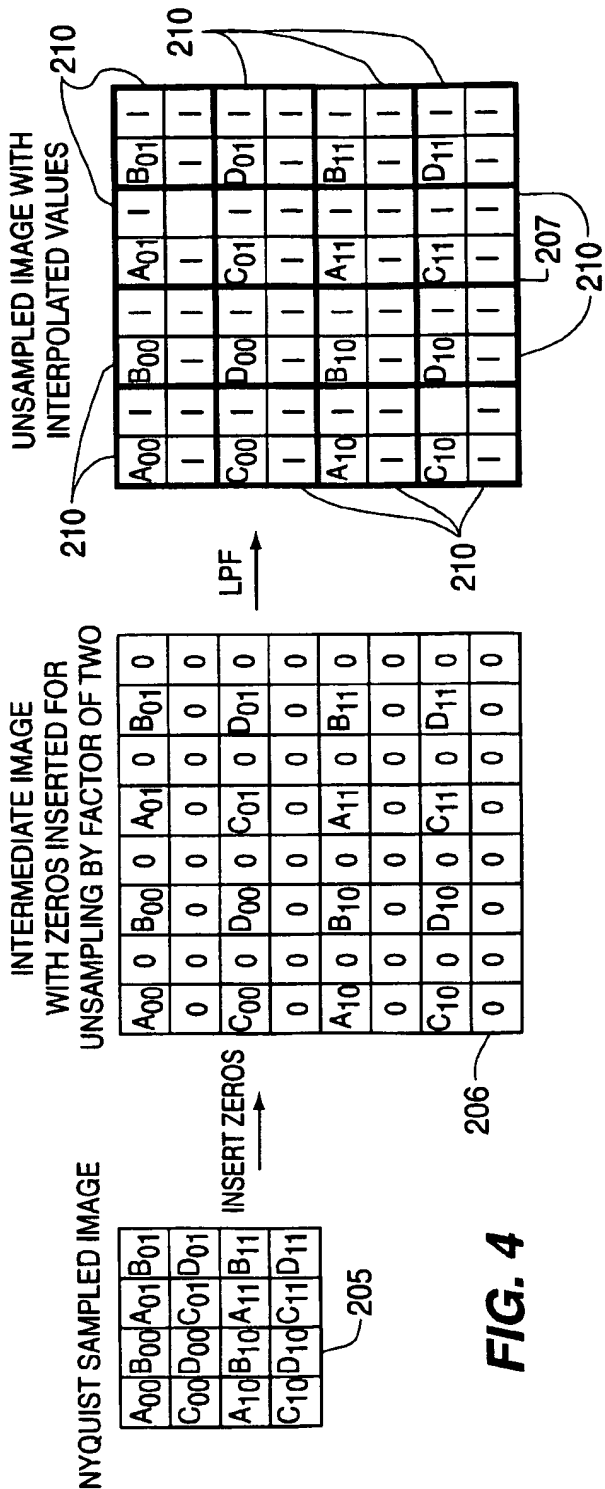 NYQUIST SAMPLED IMAGE
A00 B00 A01 B01
C00 D00 C01 D01
A10 B10 A11 B11
C10 D10 C11 D11
205
INSERT ZEROS
INTERMEDIATE IMAGE
WITH ZEROS INSERTED FOR
UNSAMPLING BY FACTOR OF TWO
A00 0 B00 0 A01 0 B01 0
0 0 0 0 0 0 0 0
C00 0 D00 0 C01 0 D01 0
0 0 0 0 0 0 0 0
A10 0 B10 0 A11 0 B11 0
0 0 0 0 0 0 0 0
C10 0 D10 0 C11 0 D11 0
0 0 0 0 0 0 0 0
206
LPF
UNSAMPLED IMAGE WITH
INTERPOLATED VALUES
210
210
A00 I B00 I A01 I B01 I
I I I I I I I
C00 I D00 I C01 I D01 I
I I I I I I I I
210
A10 I B10 I A11 I B11 I
I I I I I I I I
C10 I D10 I C11 I D11 I
I I I I I I I
210
207
210
FIG. 4